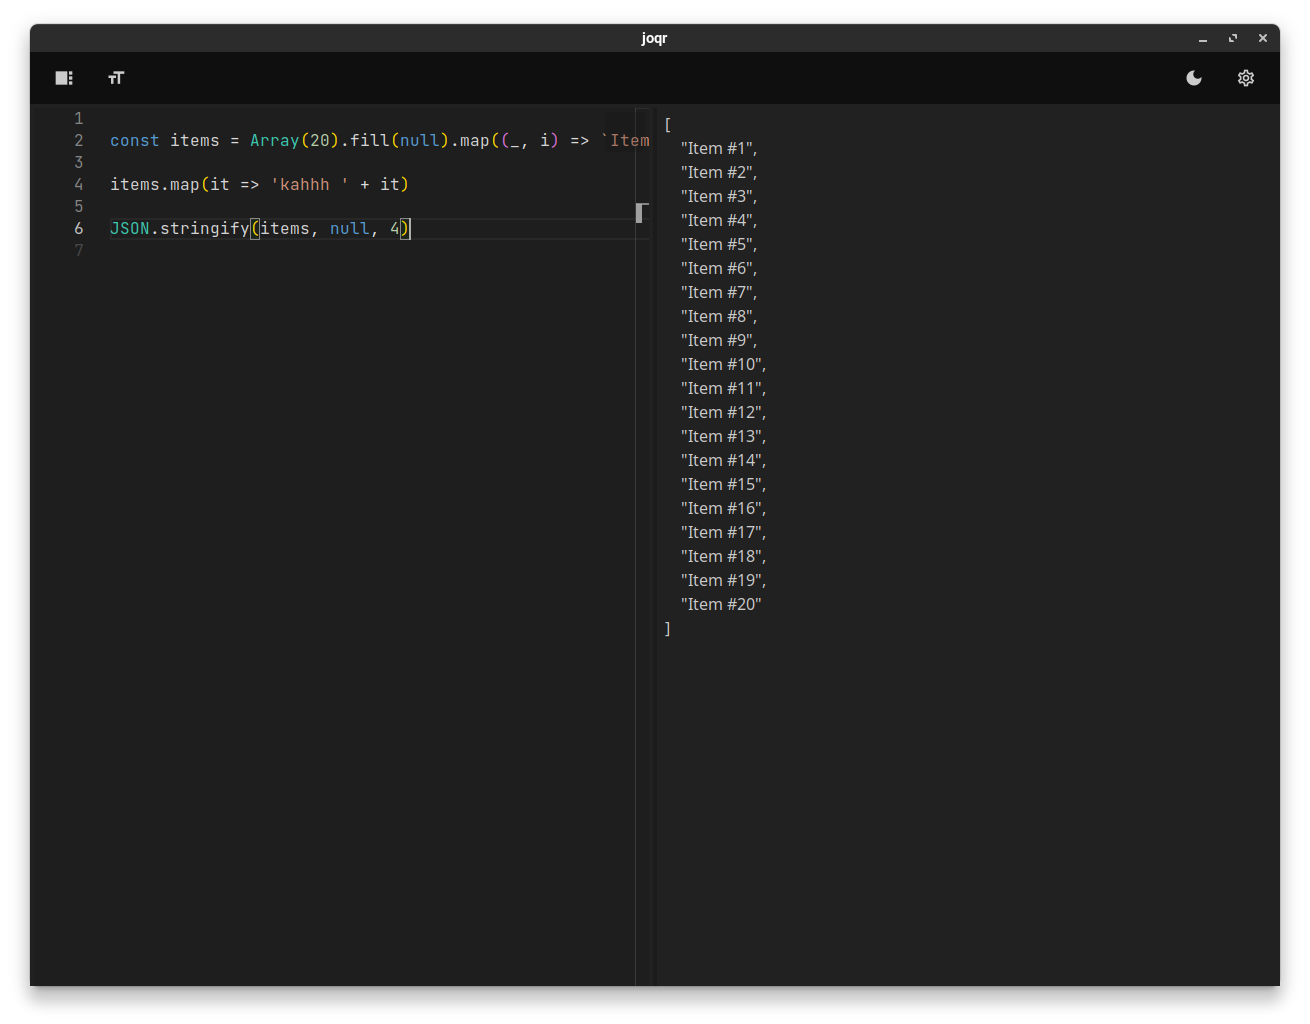 joqr
1
2 const items = Array(20).fill(null).map((_, i) => `Item
3
4 items.map(it => 'kahhh ' + it)
5
6 JSON.stringify(items, null, 4)
7
[
"Item #1",
"Item #2",
"Item #3",
"Item #4",
"Item #5",
"Item #6",
"Item #7",
"Item #8",
"Item #9",
"Item #10",
"Item #11",
"Item #12",
"Item #13",
"Item #14",
"Item #15",
"Item #16",
"Item #17",
"Item #18",
"Item #19",
"Item #20"
]